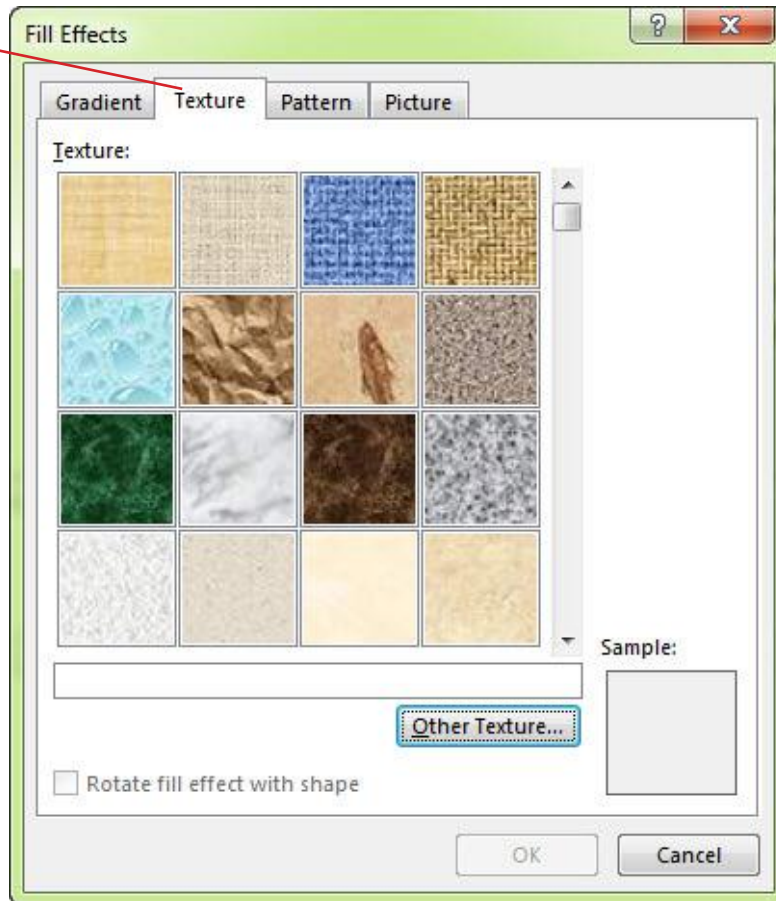 Fill Effects
Gradient Texture Pattern Picture
Texture:
Sample:
Other Texture...
Rotate fill effect with shape
OK Cancel